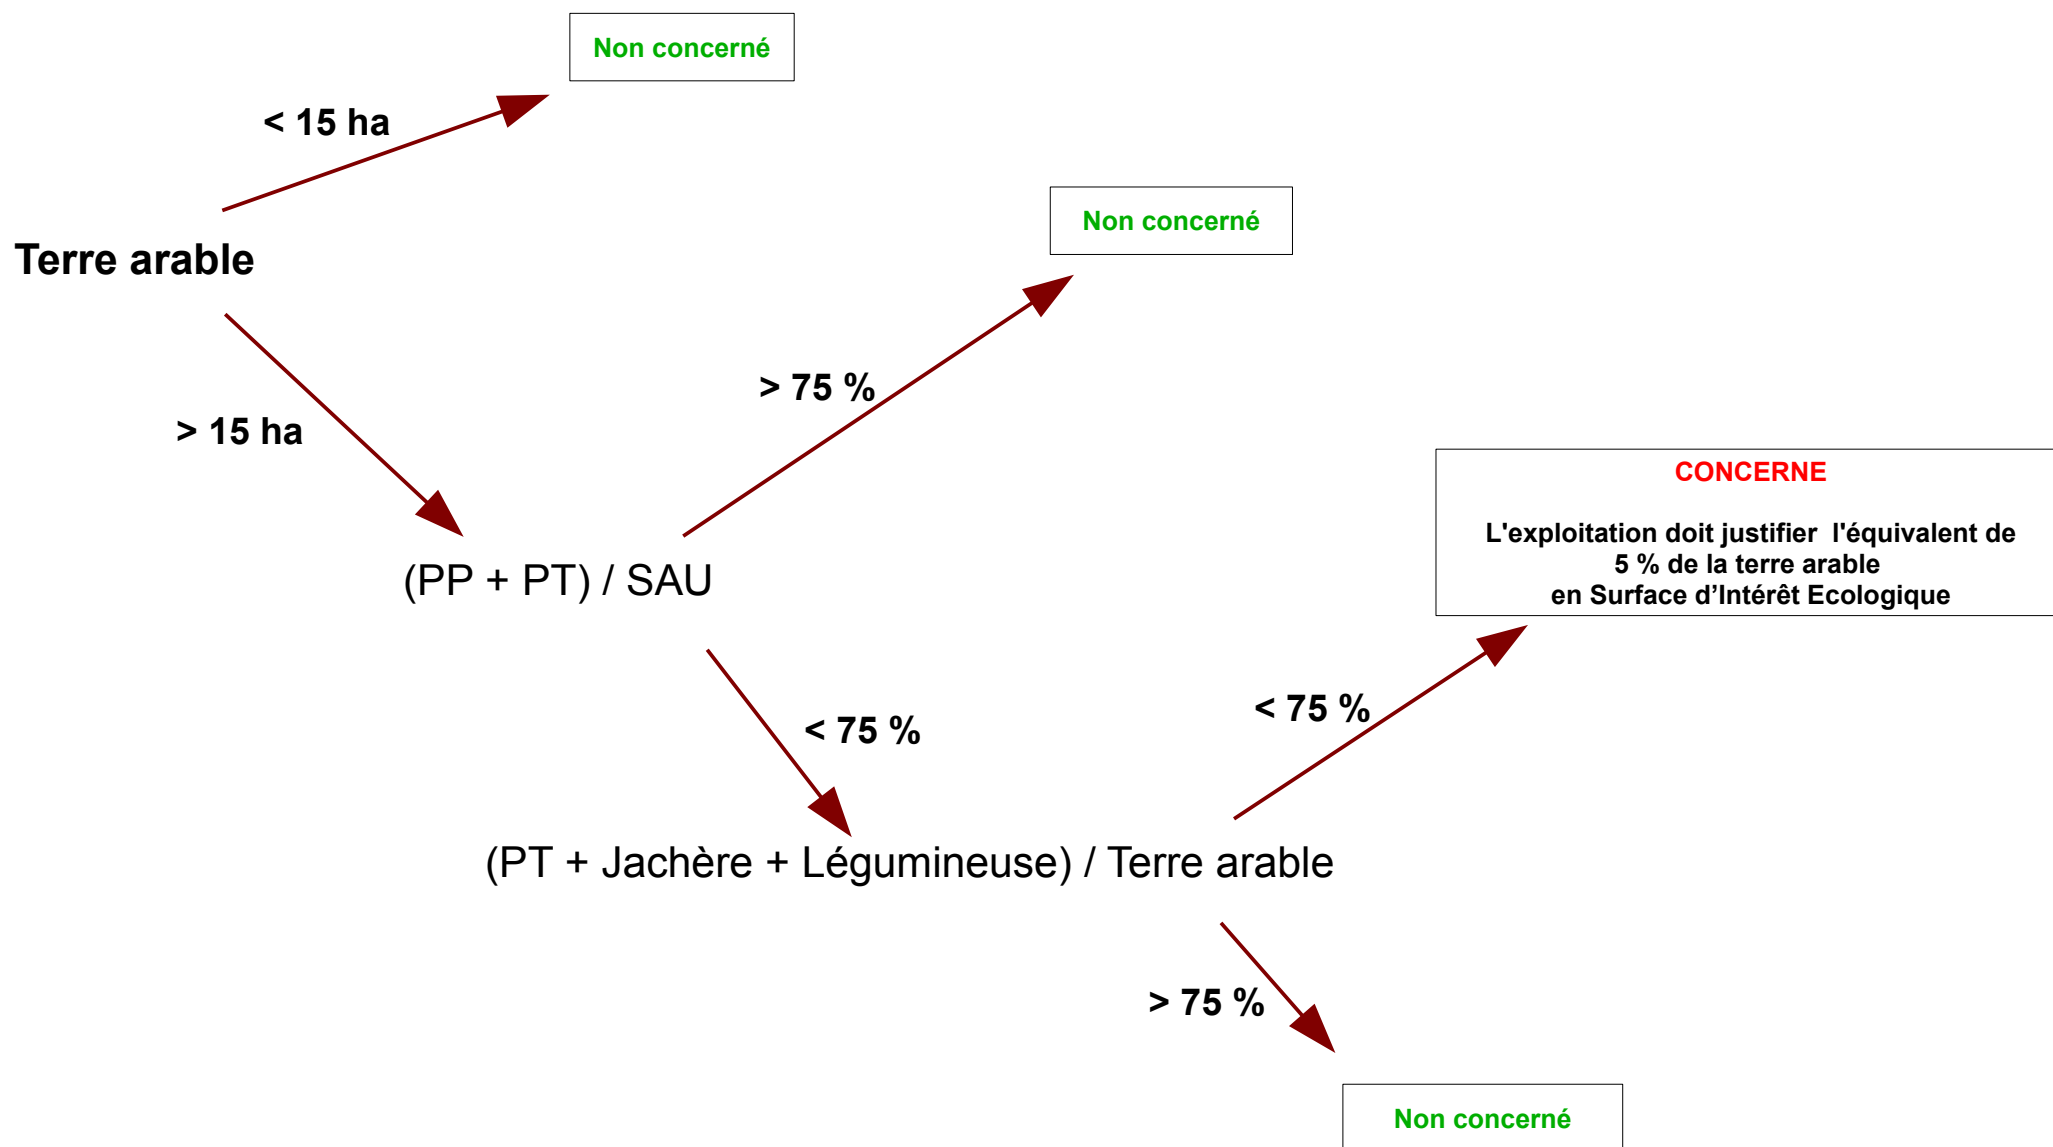 Non concerné
< 15 ha
Non concerné
Terre arable
> 75 %
> 15 ha
CONCERNE
L'exploitation doit justifier  l'équivalent de
5 % de la terre arable
en Surface d’Intérêt Ecologique
(PP + PT) / SAU
< 75 %
< 75 %
(PT + Jachère + Légumineuse) / Terre arable
> 75 %
Non concerné